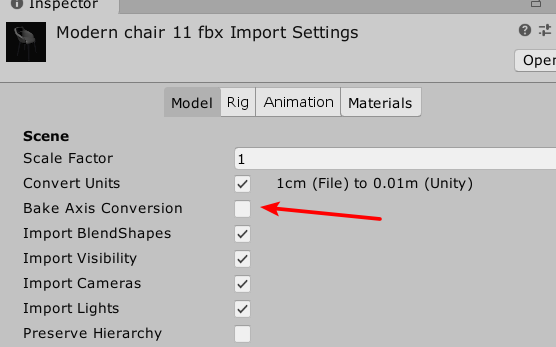 Inspector
Modern chair 11 fbx Import Settings
Open
Model Rig Animation Materials
Scene
Scale Factor 1
Convert Units 1cm (File) to 0.01m (Unity)
Bake Axis Conversion
Import BlendShapes
Import Visibility
Import Cameras
Import Lights
Preserve Hierarchy